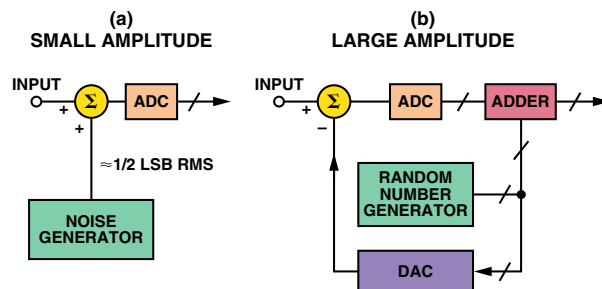 (a)
SMALL AMPLITUDE
INPUT
+
Σ
+
ADC
≈1/2 LSB RMS
NOISE
GENERATOR
(b)
LARGE AMPLITUDE
INPUT
+
Σ
−
ADC
ADDER
RANDOM
NUMBER
GENERATOR
DAC